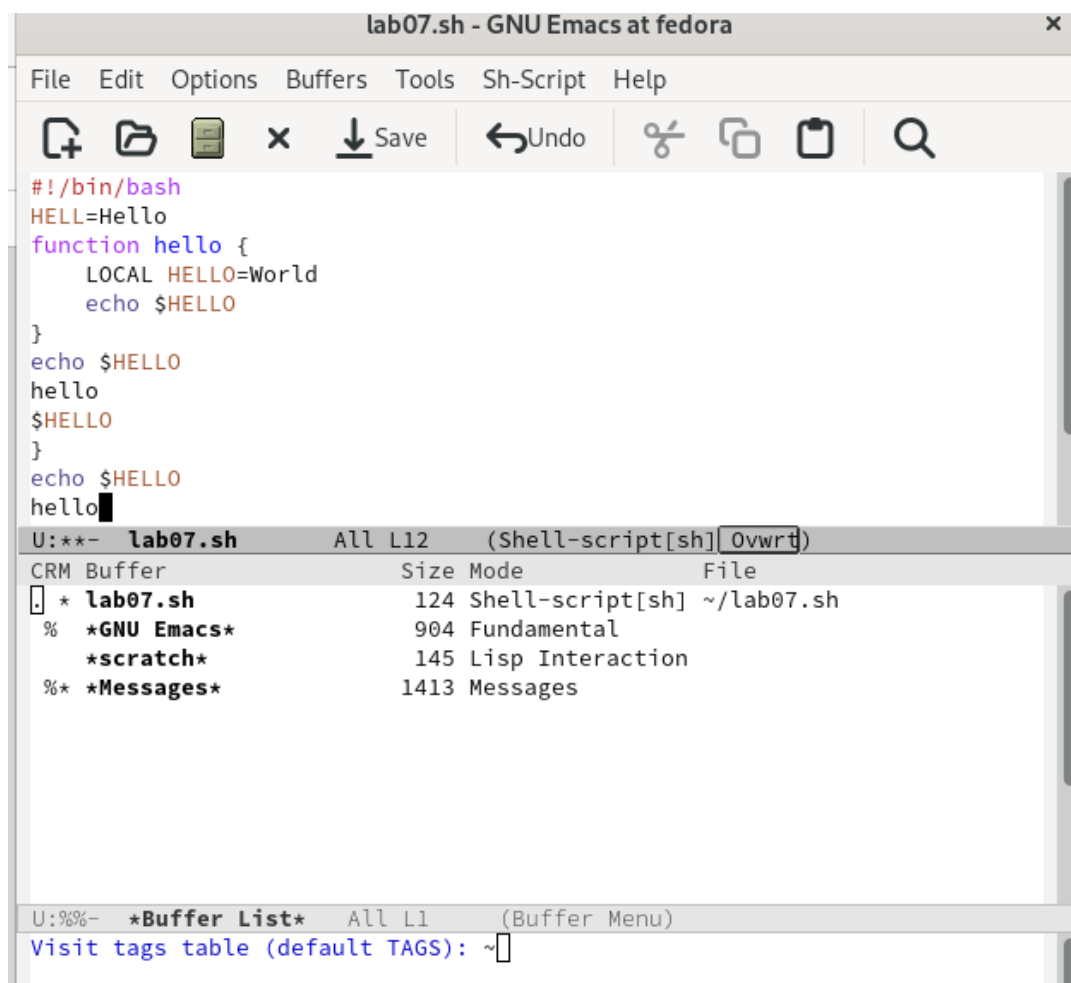 lab07.sh - GNU Emacs at fedora ×
File Edit Options Buffers Tools Sh-Script Help
Save Undo
#!/bin/bash
HELL=Hello
function hello {
    LOCAL HELLO=World
    echo $HELLO
}
echo $HELLO
hello
$HELLO
}
echo $HELLO
hello
U:**-  lab07.sh       All L12    (Shell-script[sh] Ovwrt)
CRM Buffer                 Size Mode             File
.  * lab07.sh                124 Shell-script[sh] ~/lab07.sh
 %  *GNU Emacs*             904 Fundamental
    *scratch*               145 Lisp Interaction
 %* *Messages*             1413 Messages
U:%%-  *Buffer List*   All L1     (Buffer Menu)
Visit tags table (default TAGS): ~